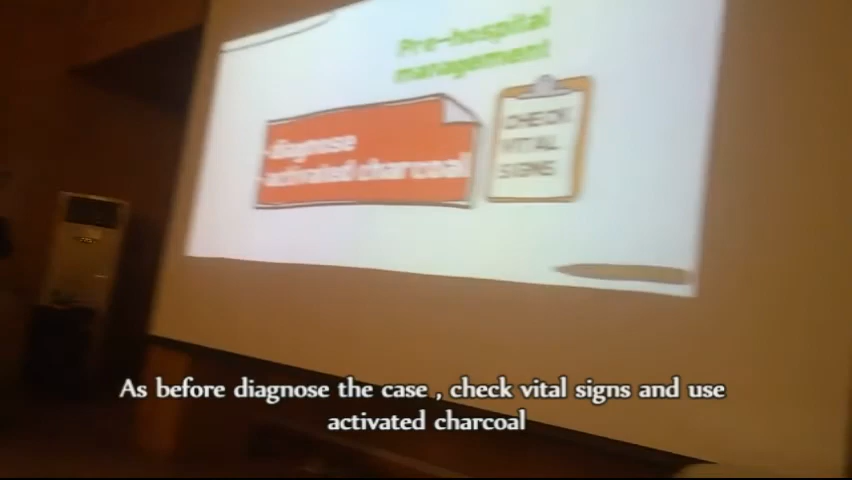 Pre-hospital
management
-diagnose
-activated charcoal
CHECK
VITAL
SIGNS
As before diagnose the case , check vital signs and use
activated charcoal